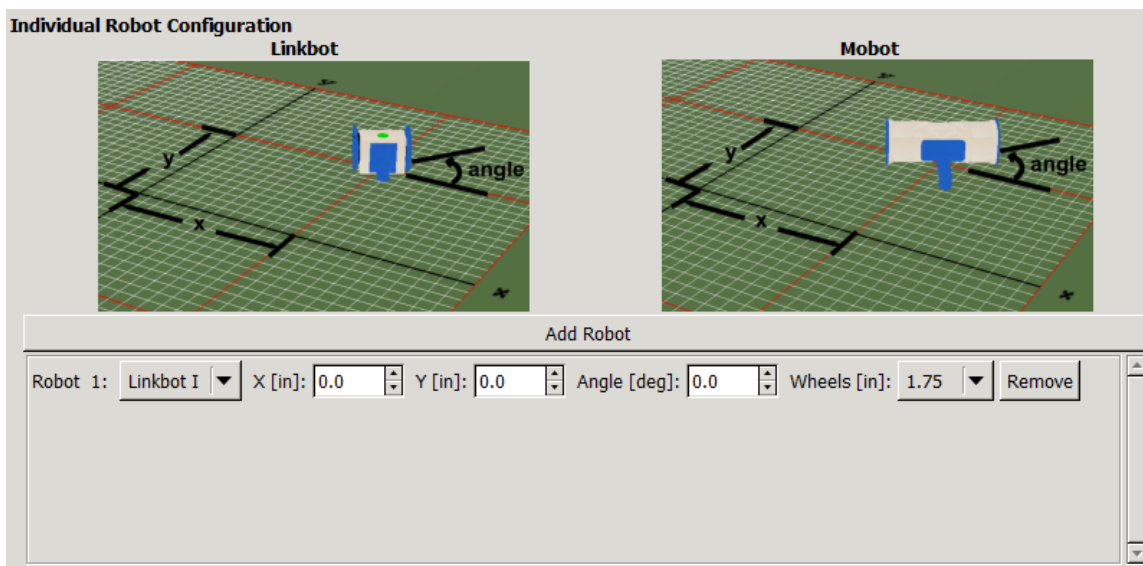 Individual Robot Configuration
Linkbot
Mobot
y
angle
x
x
y
angle
x
x
Add Robot
Robot 1: Linkbot I X [in]: 0.0 Y [in]: 0.0 Angle [deg]: 0.0 Wheels [in]: 1.75 Remove